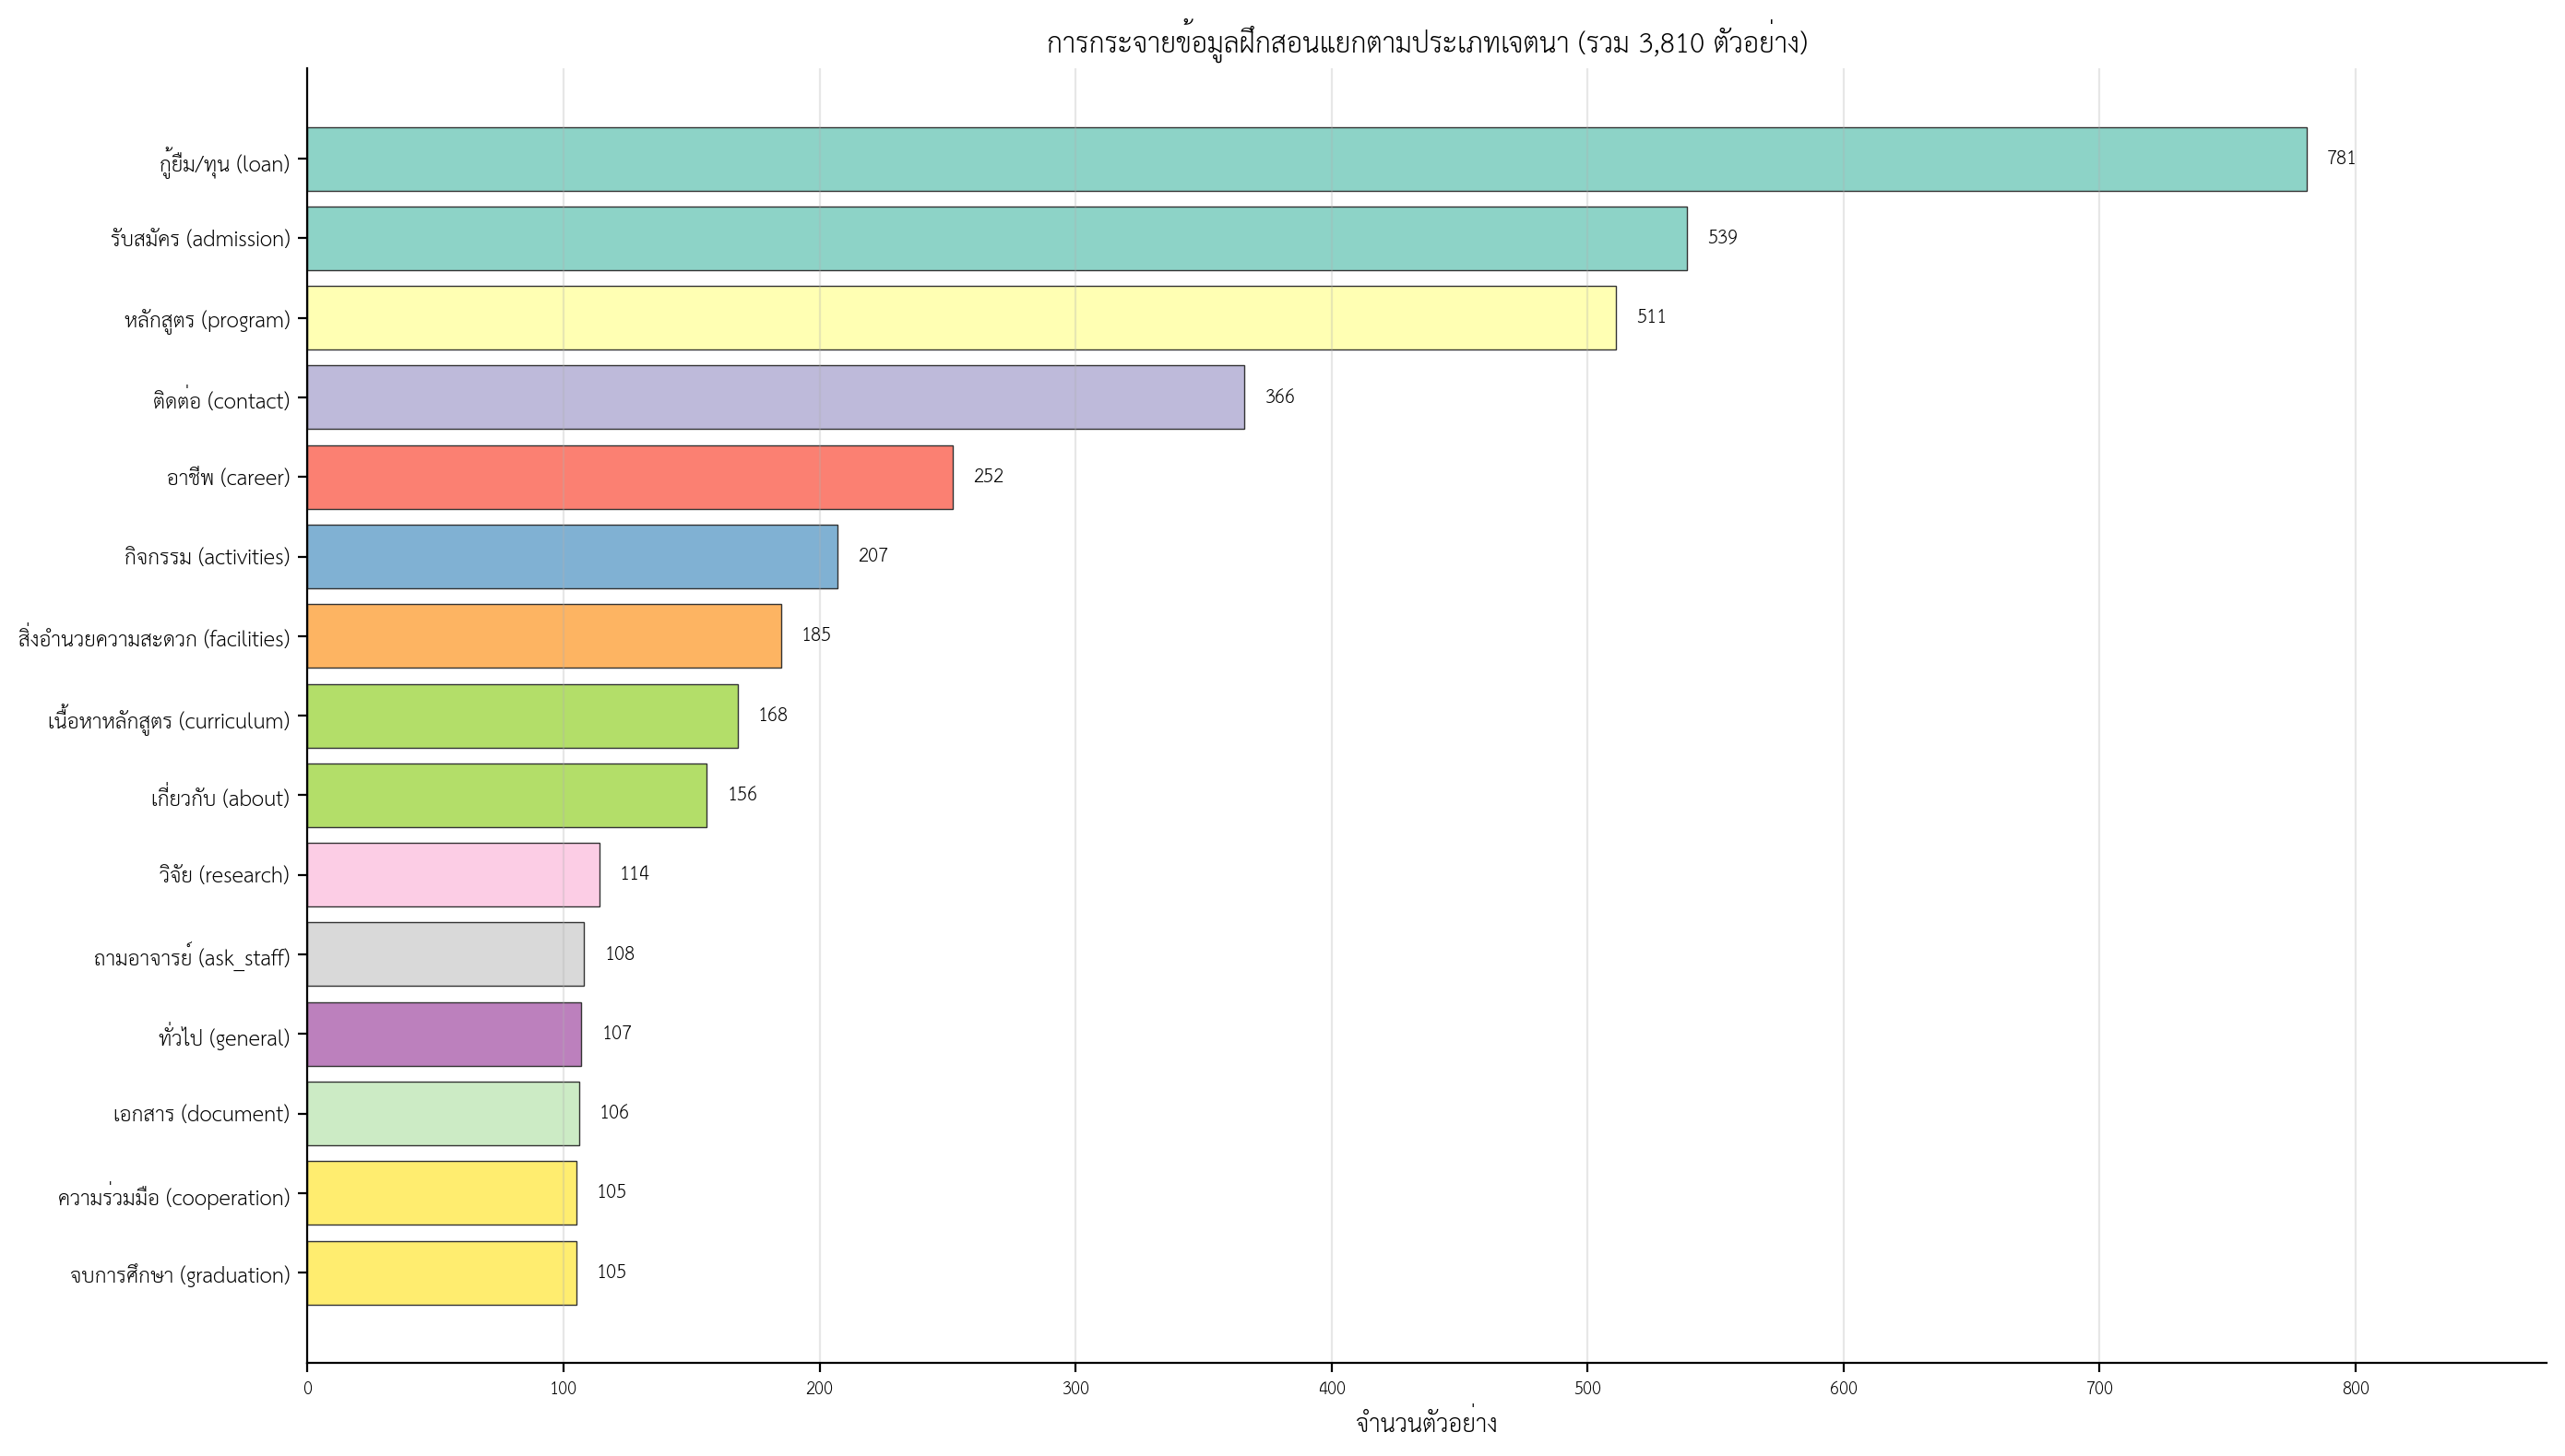 การกระจายข้อมูลฝึกสอนแยกตามประเภทเจตนา (รวม 3,810 ตัวอย่าง)
กู้ยืม/ทุน (loan) 781
รับสมัคร (admission) 539
หลักสูตร (program) 511
ติดต่อ (contact) 366
อาชีพ (career) 252
กิจกรรม (activities) 207
สิ่งอำนวยความสะดวก (facilities) 185
เนื้อหาหลักสูตร (curriculum) 168
เกี่ยวกับ (about) 156
วิจัย (research) 114
ถามอาจารย์ (ask_staff) 108
ทั่วไป (general) 107
เอกสาร (document) 106
ความร่วมมือ (cooperation) 105
จบการศึกษา (graduation) 105
0 100 200 300 400 500 600 700 800
จำนวนตัวอย่าง